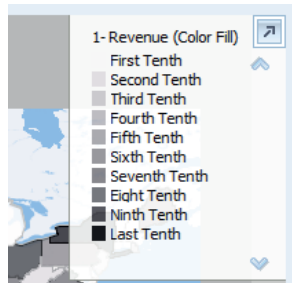 1- Revenue (Color Fill)
First Tenth
Second Tenth
Third Tenth
Fourth Tenth
Fifth Tenth
Sixth Tenth
Seventh Tenth
Eight Tenth
Ninth Tenth
Last Tenth